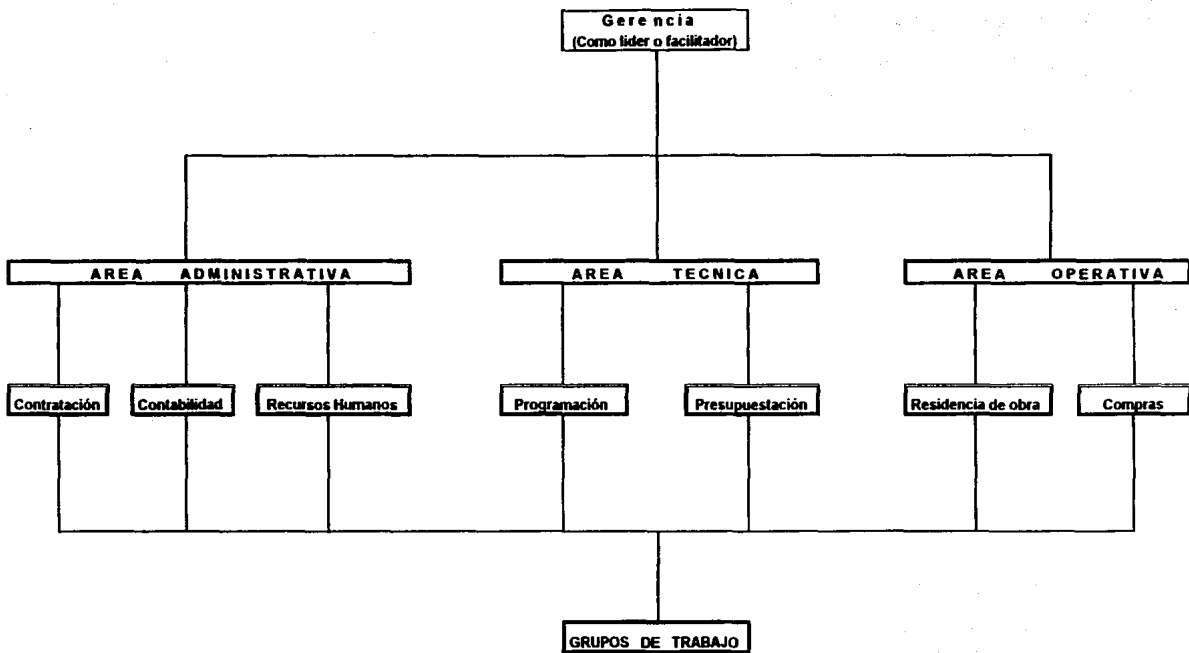 Gerencia
(Como lider o facilitador)
AREA ADMINISTRATIVA
AREA TECNICA
AREA OPERATIVA
Contratación
Contabilidad
Recursos Humanos
Programación
Presupuestación
Residencia de obra
Compras
GRUPOS DE TRABAJO